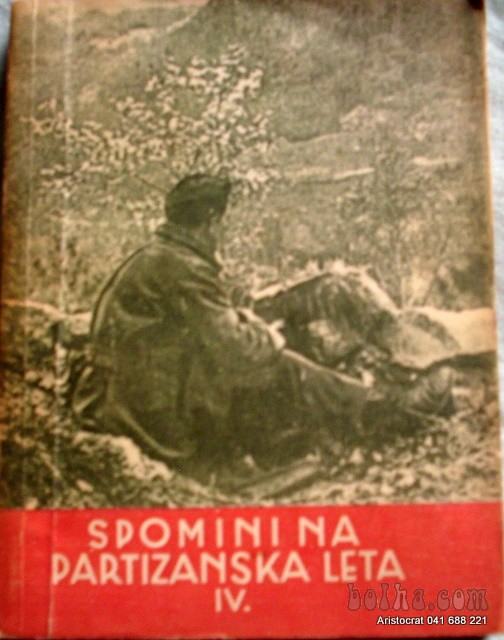 SPOMINI NA
PARTIZANSKA LETA
IV.
bolha.com
Aristocrat 041 688 221